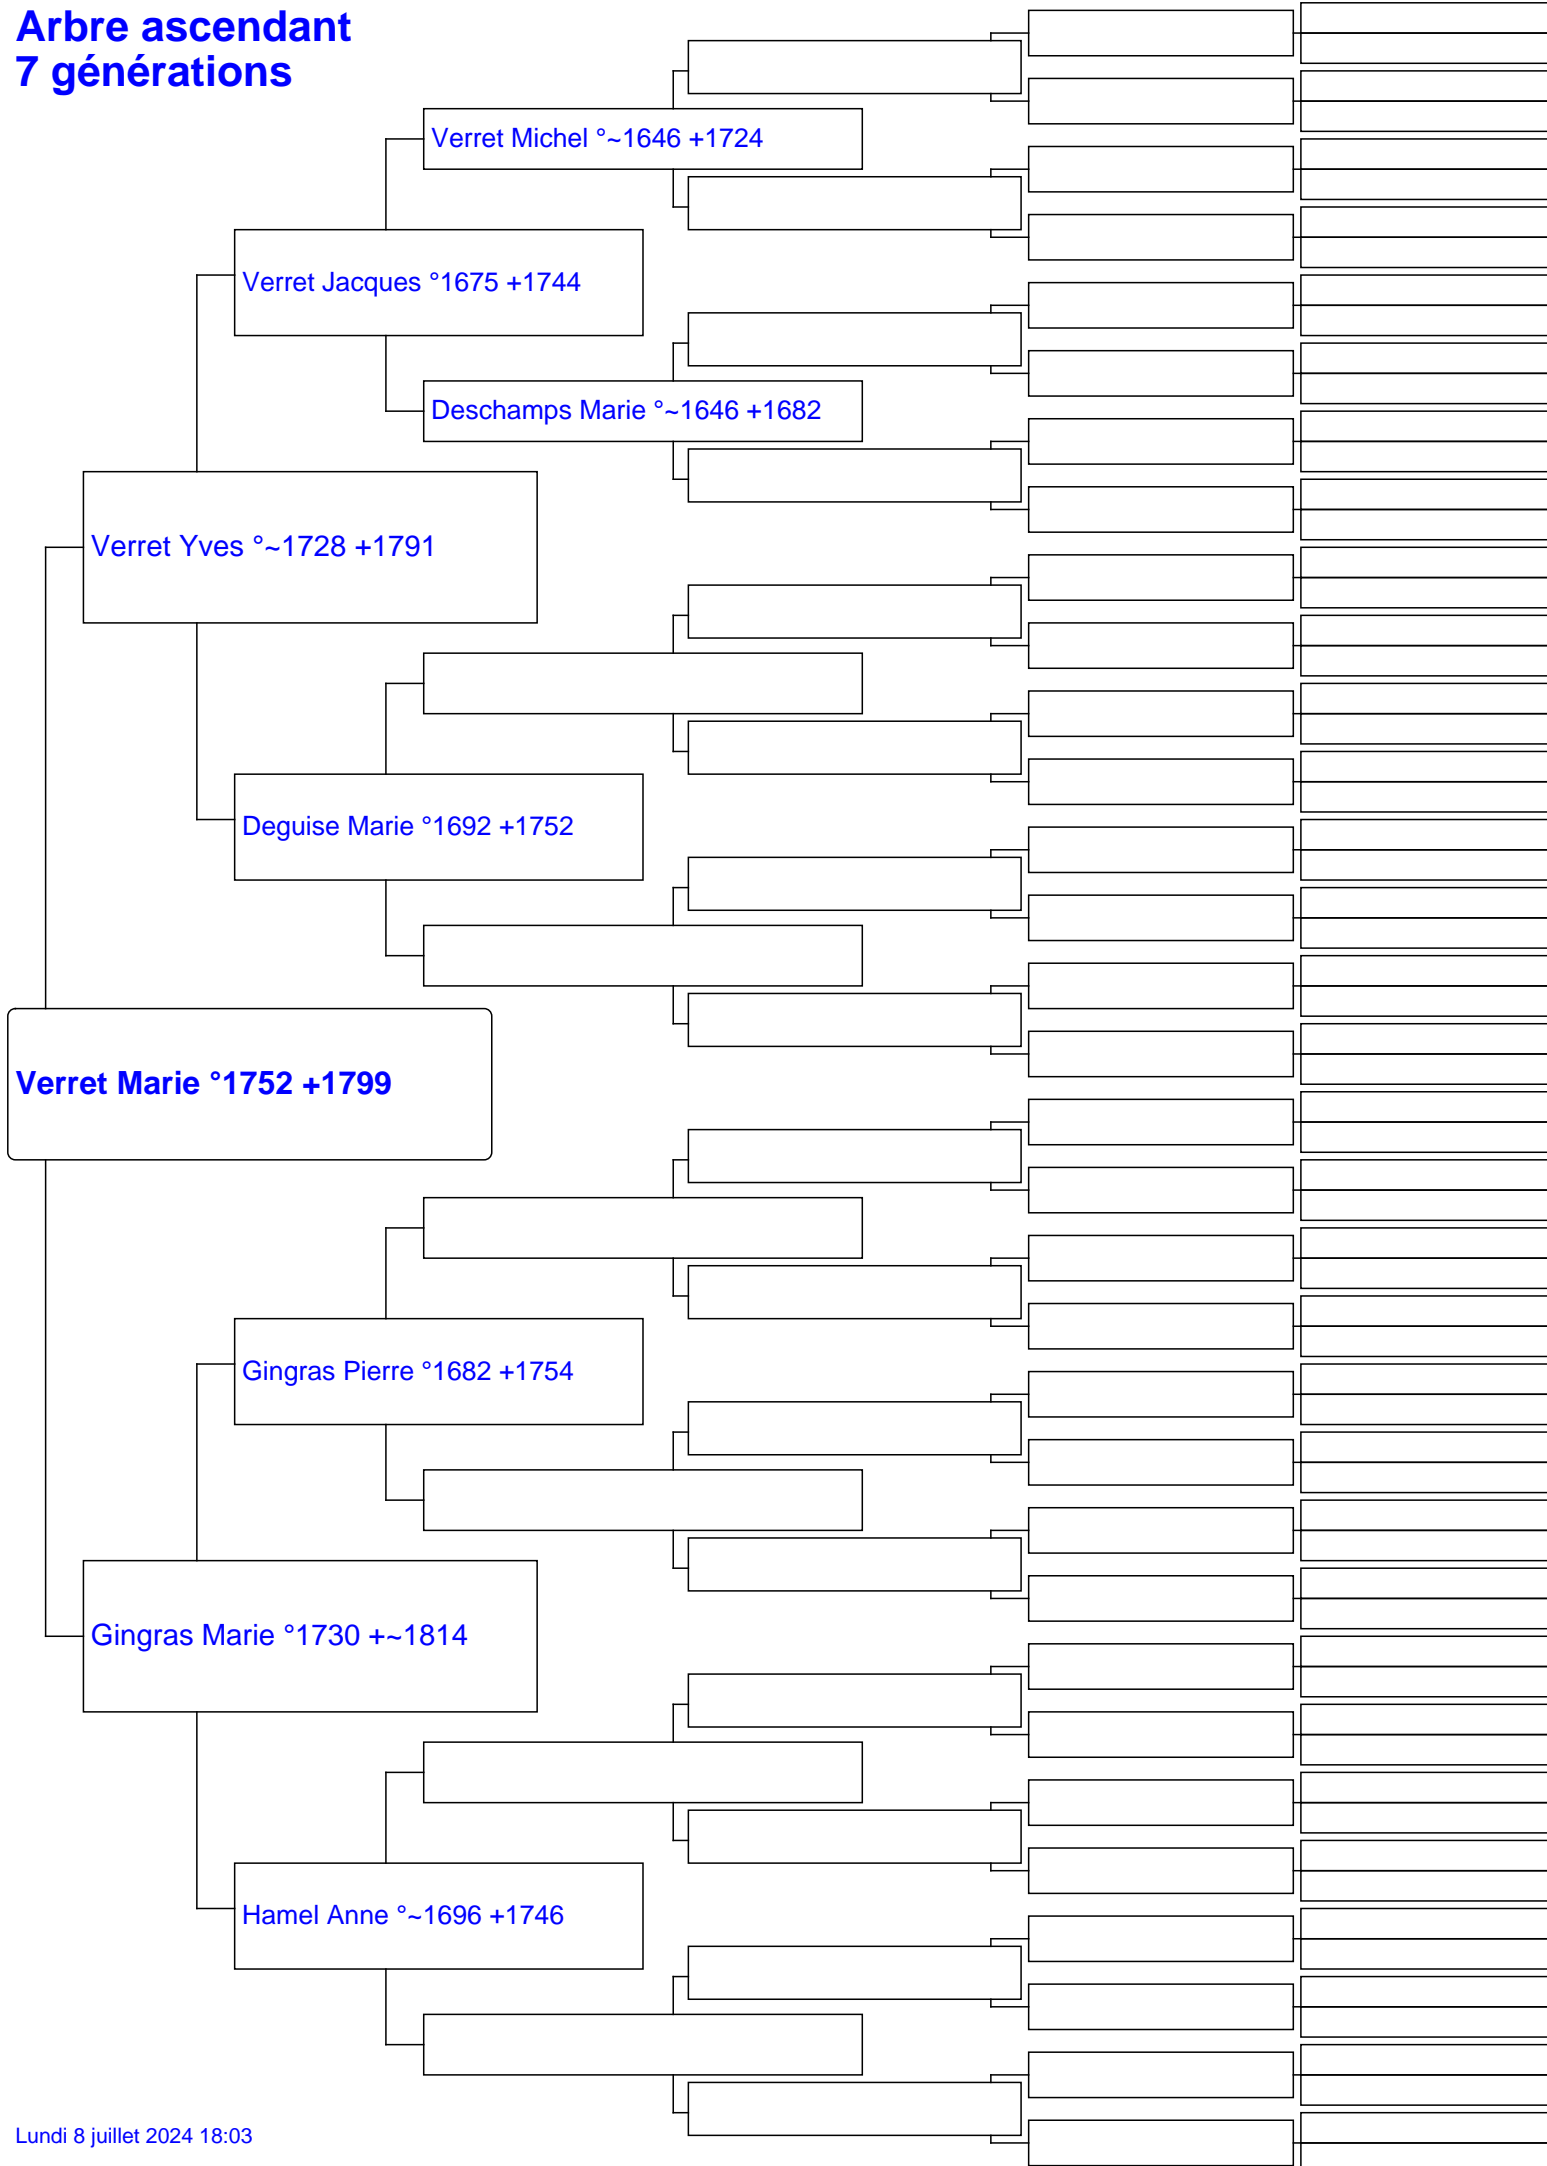 Arbre ascendant
7 générations
Verret Michel °~1646 +1724
Verret Jacques °1675 +1744
Deschamps Marie °~1646 +1682
Verret Yves °~1728 +1791
Deguise Marie °1692 +1752
Verret Marie °1752 +1799
Gingras Pierre °1682 +1754
Gingras Marie °1730 +~1814
Hamel Anne °~1696 +1746
Lundi 8 juillet 2024 18:03